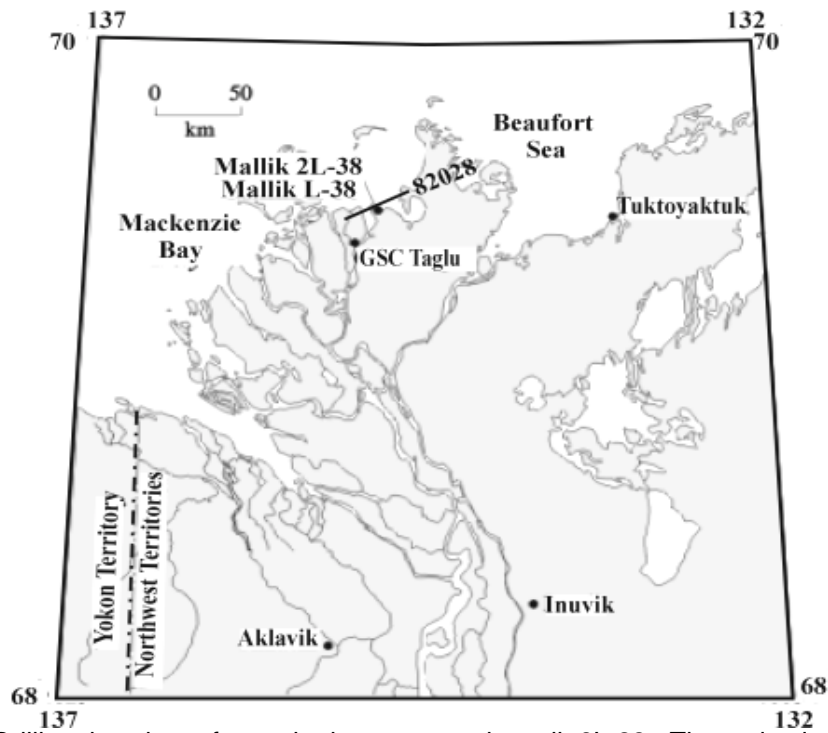 137
132
70
70
0
50
km
Beaufort
Sea
Mallik 2L-38
Mallik L-38
82028
Mackenzie
Bay
Tuktoyaktuk
GSC Taglu
Yokon Territory
Northwest Territories
Inuvik
Aklavik
68
68
137
132